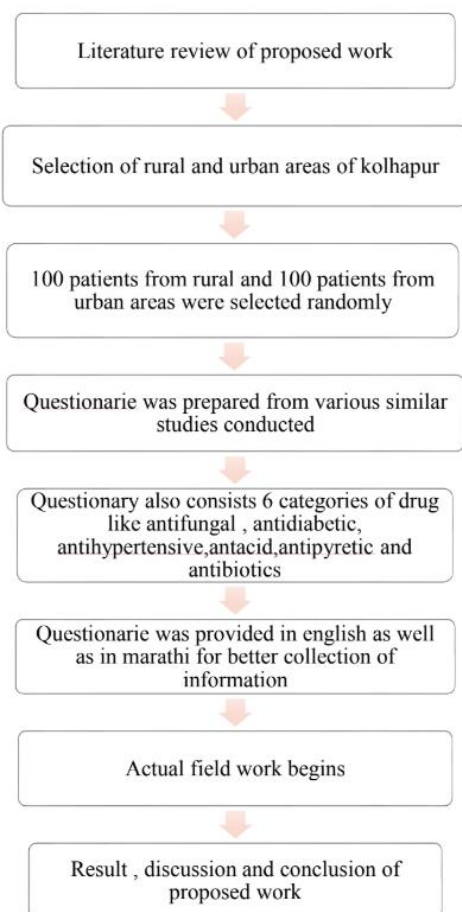 Literature review of proposed work
Selection of rural and urban areas of kolhapur
100 patients from rural and 100 patients from
urban areas were selected randomly
Questionarie was prepared from various similar
studies conducted
Questionary also consists 6 categories of drug
like antifungal , antidiabetic,
antihypertensive,antacid,antipyretic and
antibiotics
Questionarie was provided in english as well
as in marathi for better collection of
information
Actual field work begins
Result , discussion and conclusion of
proposed work